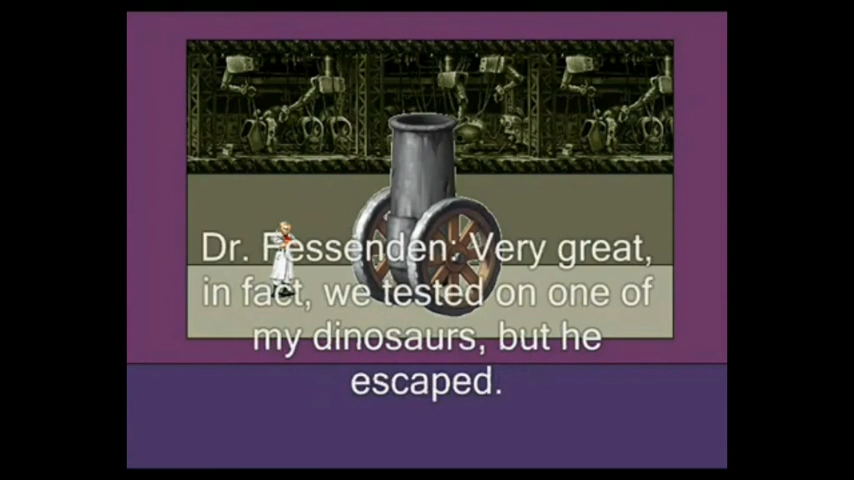 Dr. Fessenden: Very great,
in fact, we tested on one of
my dinosaurs, but he
escaped.